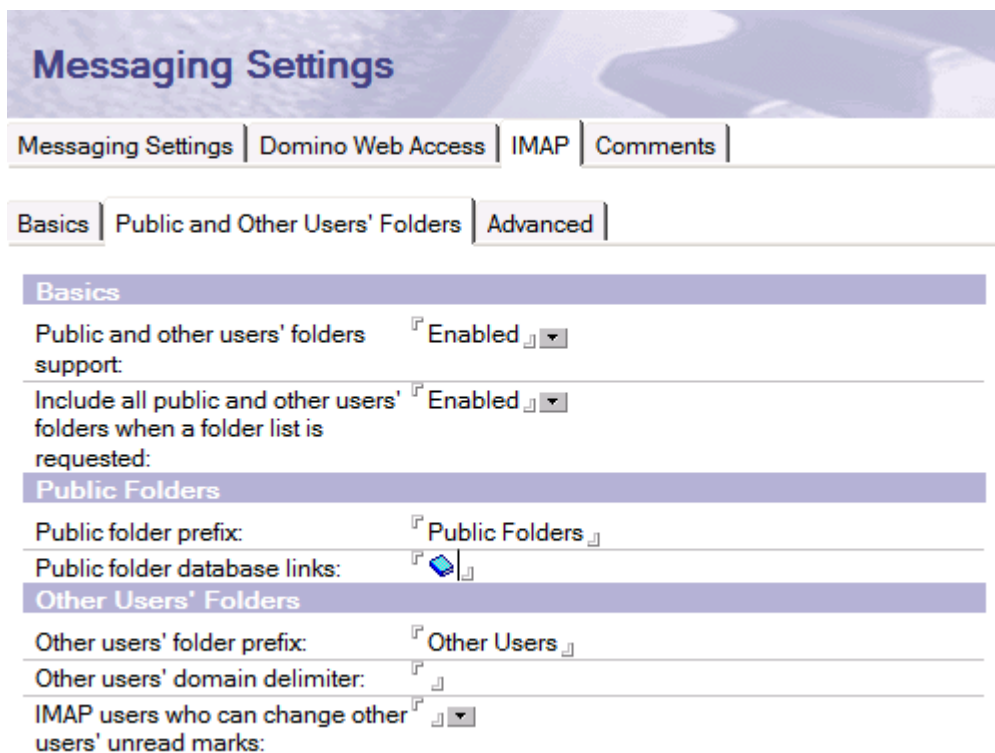 Messaging Settings
Messaging Settings Domino Web Access IMAP Comments
Basics Public and Other Users' Folders Advanced
Basics
Public and other users' folders support: Enabled
Include all public and other users' folders when a folder list is requested: Enabled
Public Folders
Public folder prefix: Public Folders
Public folder database links:
Other Users' Folders
Other users' folder prefix: Other Users
Other users' domain delimiter:
IMAP users who can change other users' unread marks: